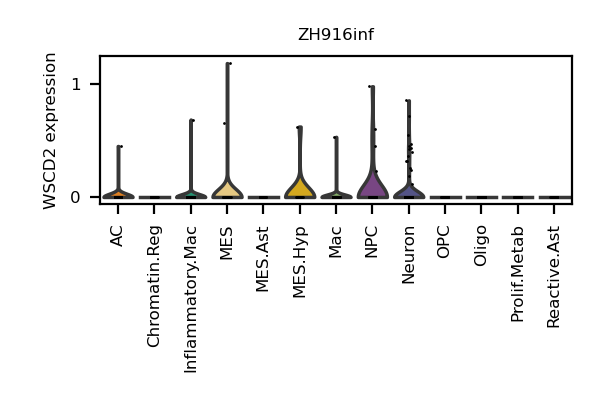 ZH916inf
WSCD2 expression
1
0
AC
Chromatin.Reg
Inflammatory.Mac
MES
MES.Ast
MES.Hyp
Mac
NPC
Neuron
OPC
Oligo
Prolif.Metab
Reactive.Ast